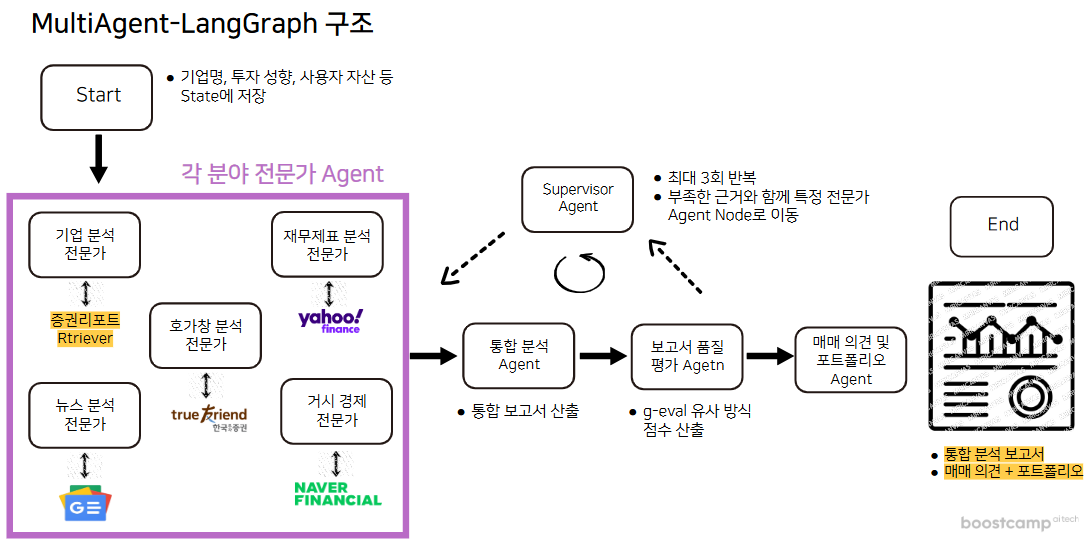 MultiAgent-LangGraph 구조
Start
• 기업명, 투자 성향, 사용자 자산 등
State에 저장
각 분야 전문가 Agent
기업 분석
전문가
증권리포트
Rtriever
재무제표 분석
전문가
yahoo!
finance
호가창 분석
전문가
true Friend
한국투자증권
뉴스 분석
전문가
GE
거시 경제
전문가
NAVER
FINANCIAL
Supervisor
Agent
• 최대 3회 반복
• 부족한 근거와 함께 특정 전문가
Agent Node로 이동
통합 분석
Agent
• 통합 보고서 산출
보고서 품질
평가 Agetn
• g-eval 유사 방식
점수 산출
매매 의견 및
포트폴리오
Agent
End
• 통합 분석 보고서
• 매매 의견 + 포트폴리오
boostcamp ai tech